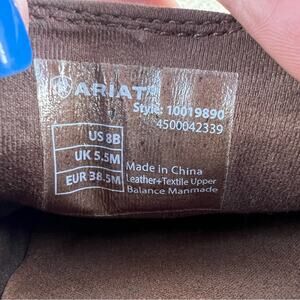 ARIAT
Style: 10019890
4500042339
US 8B
UK 5.5M
EUR 38.5M
Made in China
Leather+Textile Upper
Balance Manmade